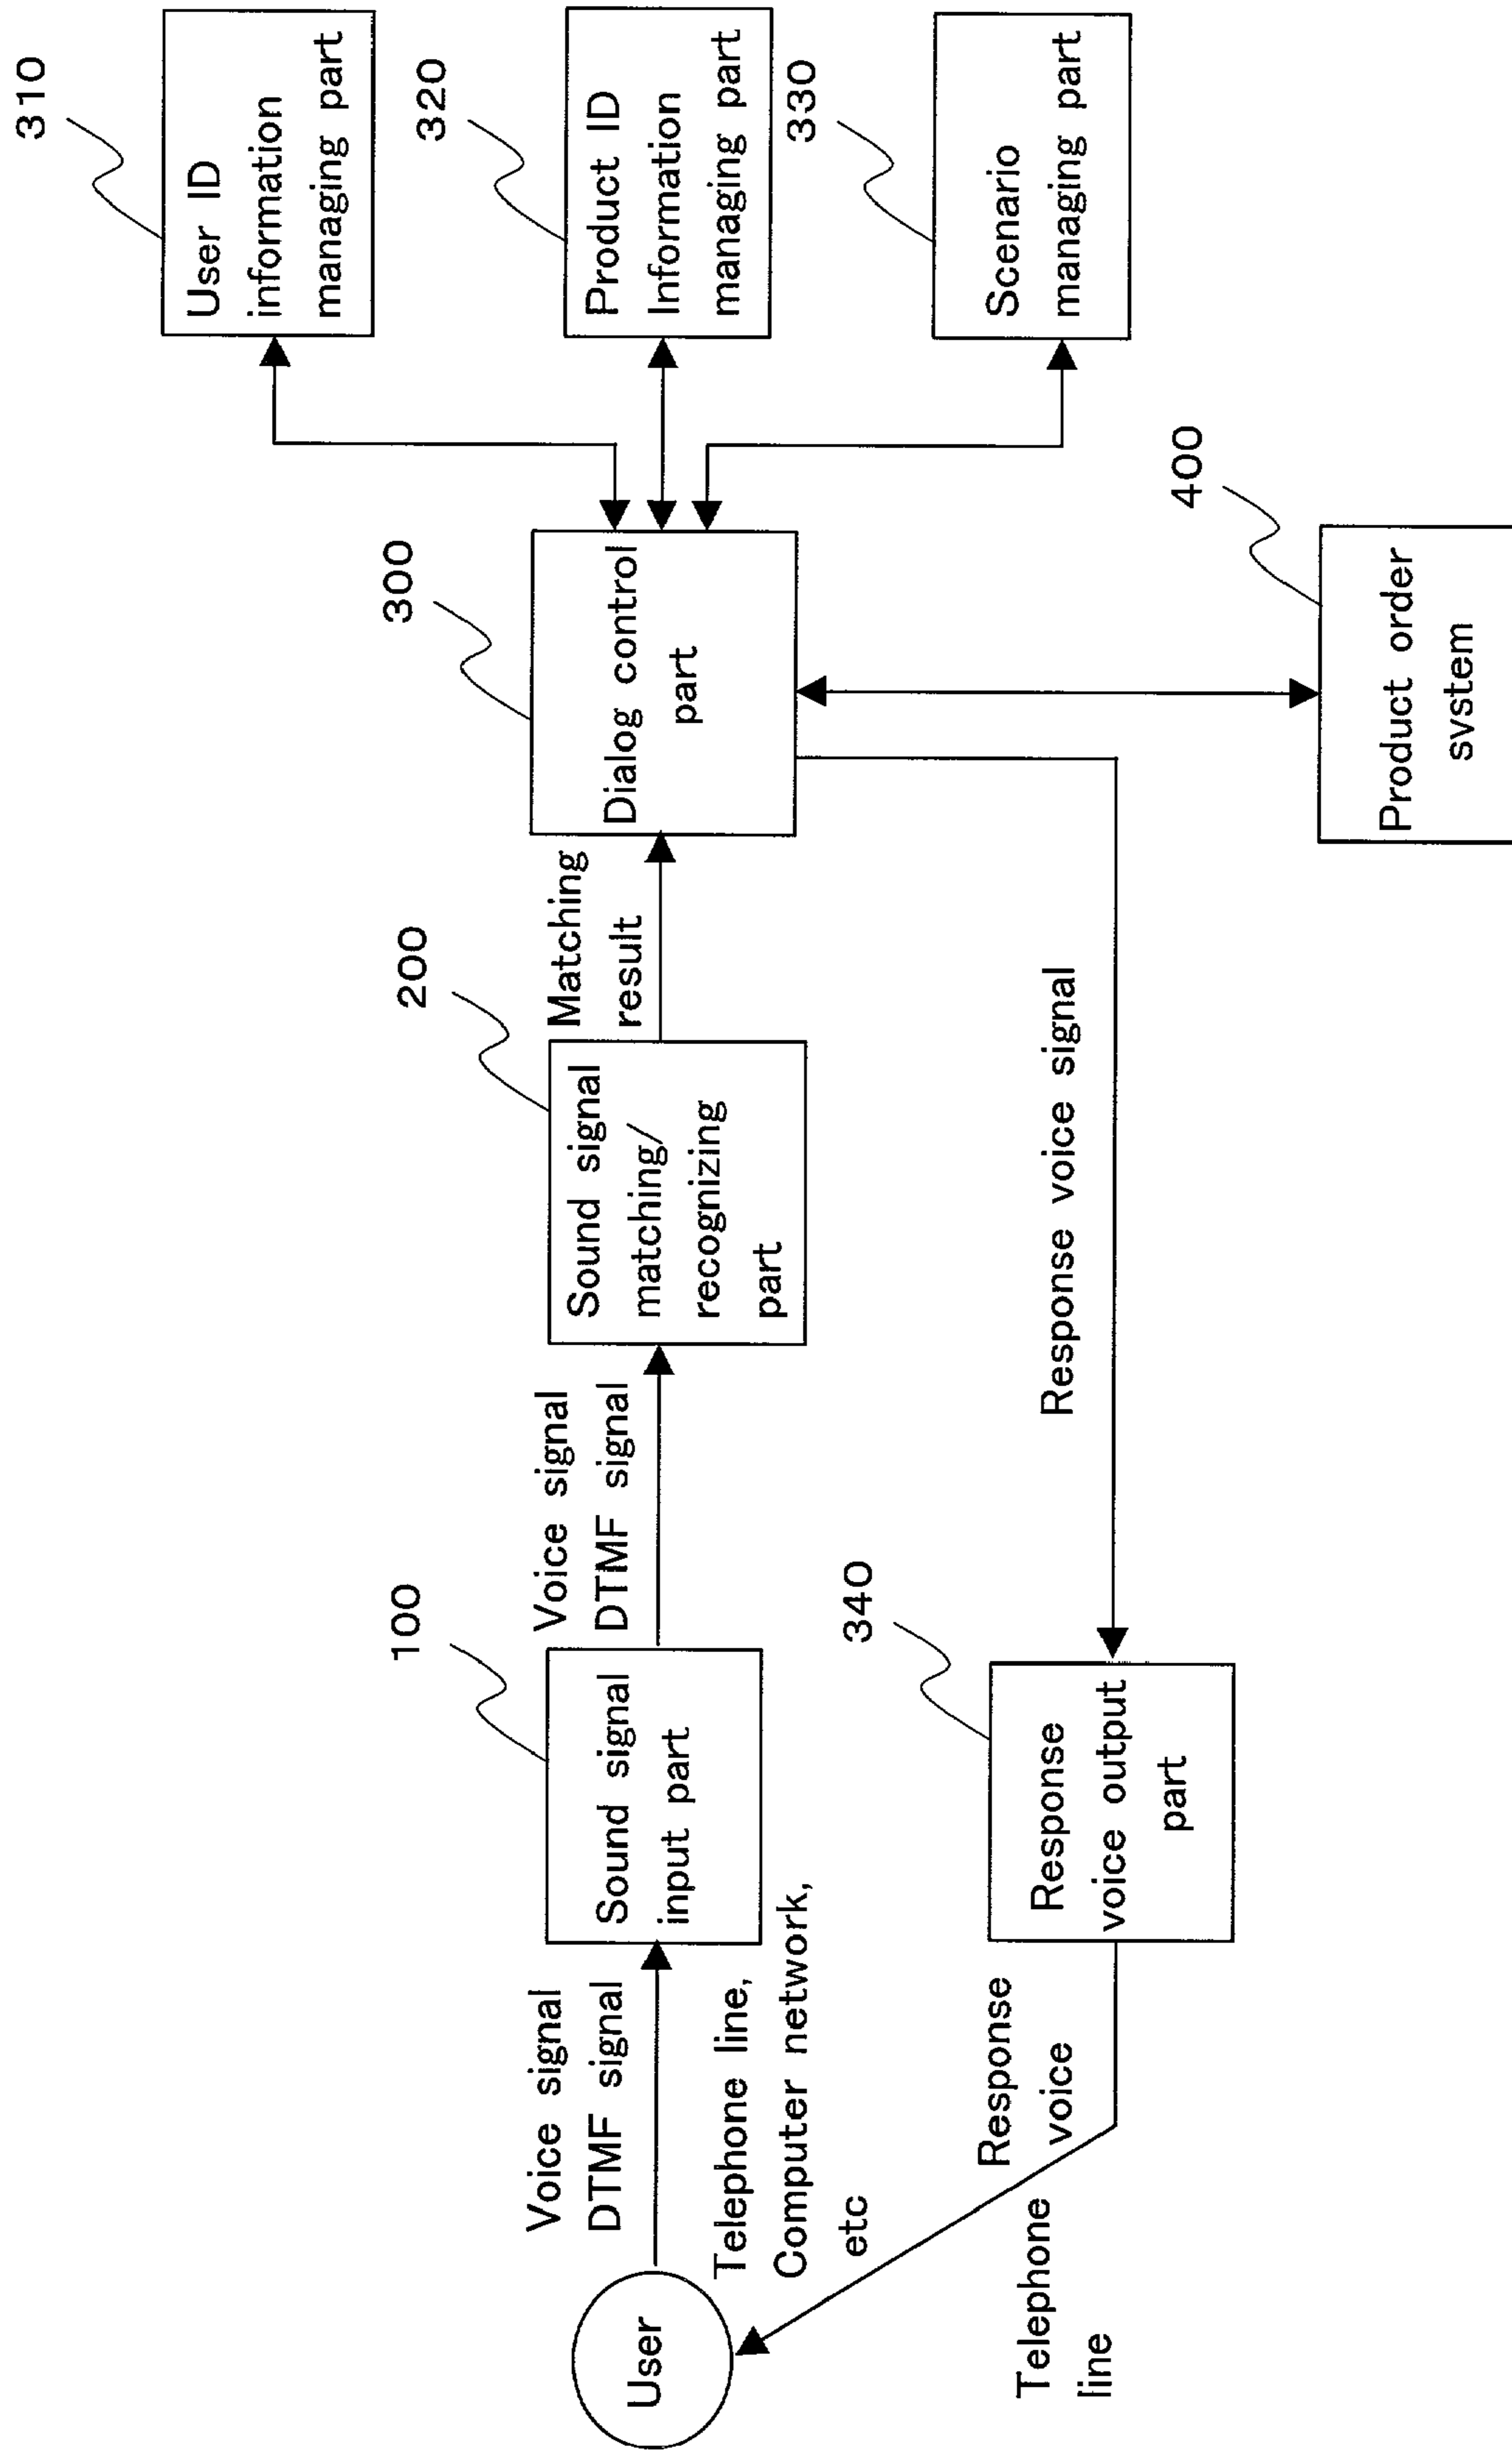 310
User ID
information
managing part
320
Product ID
Information
managing part
330
Scenario
managing part
300
Dialog control
part
400
Product order
svstem
Matching
result
200
Sound signal
matching/
recognizing
part
Voice signal
DTMF signal
100
Sound signal
input part
Voice signal
DTMF signal
Telephone line,
Computer network,
etc
User
Response voice signal
340
Response
voice output
part
Response
voice
Telephone
line